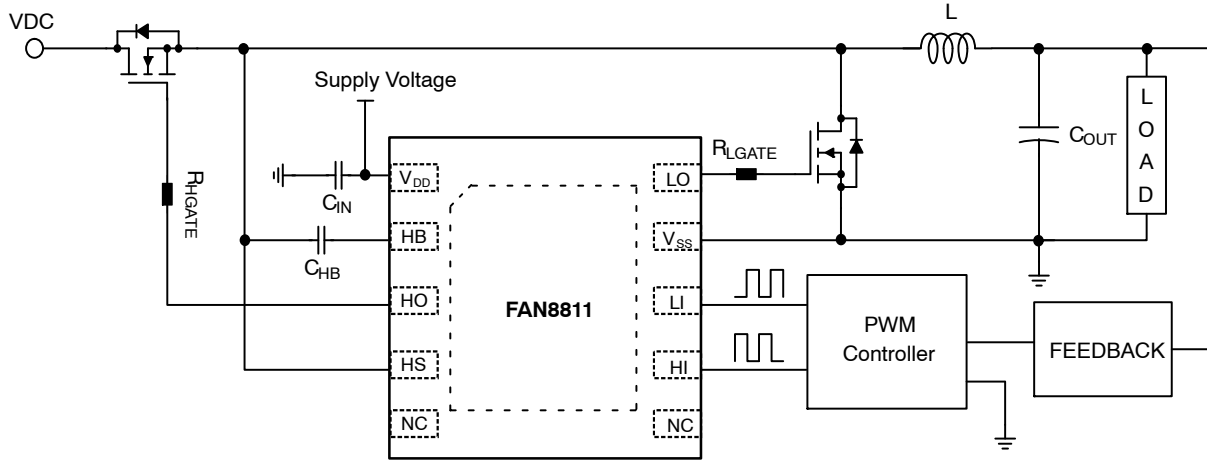 VDC
L
Supply Voltage
R_LGATE
C_OUT
L
O
A
D
R_HGATE
C_IN
C_HB
V_DD
HB
HO
HS
NC
FAN8811
LO
V_SS
LI
HI
NC
PWM
Controller
FEEDBACK